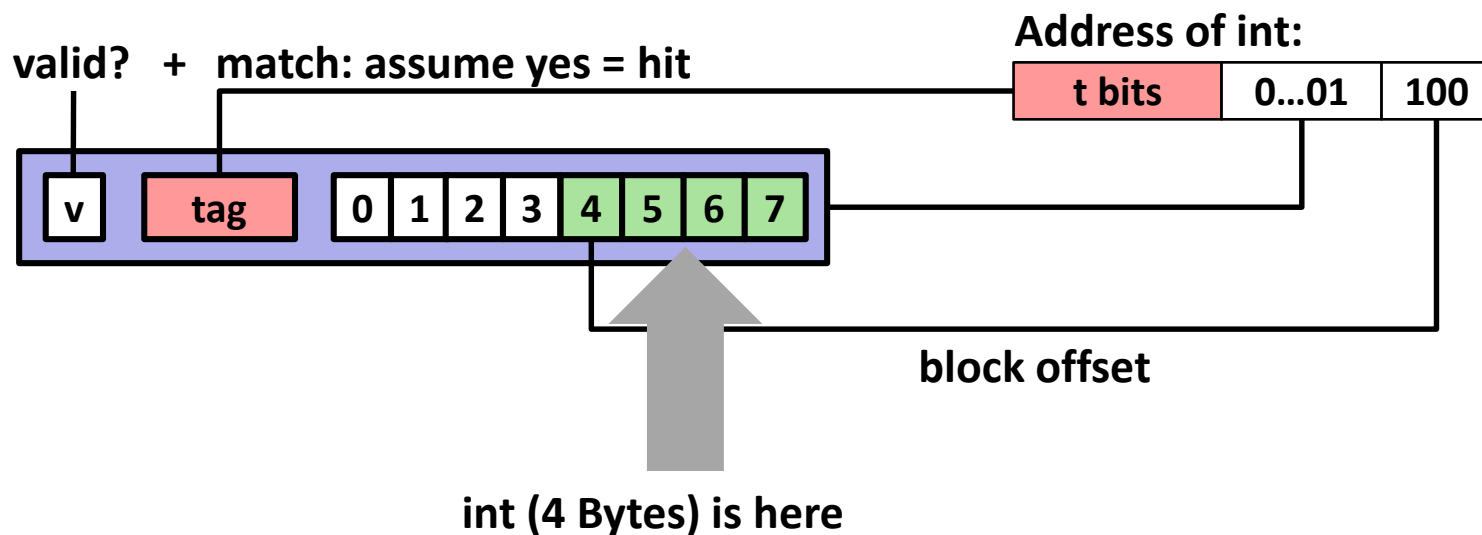 Address of int:
valid? + match: assume yes = hit
t bits 0...01 100
v tag 0 1 2 3 4 5 6 7
block offset
int (4 Bytes) is here